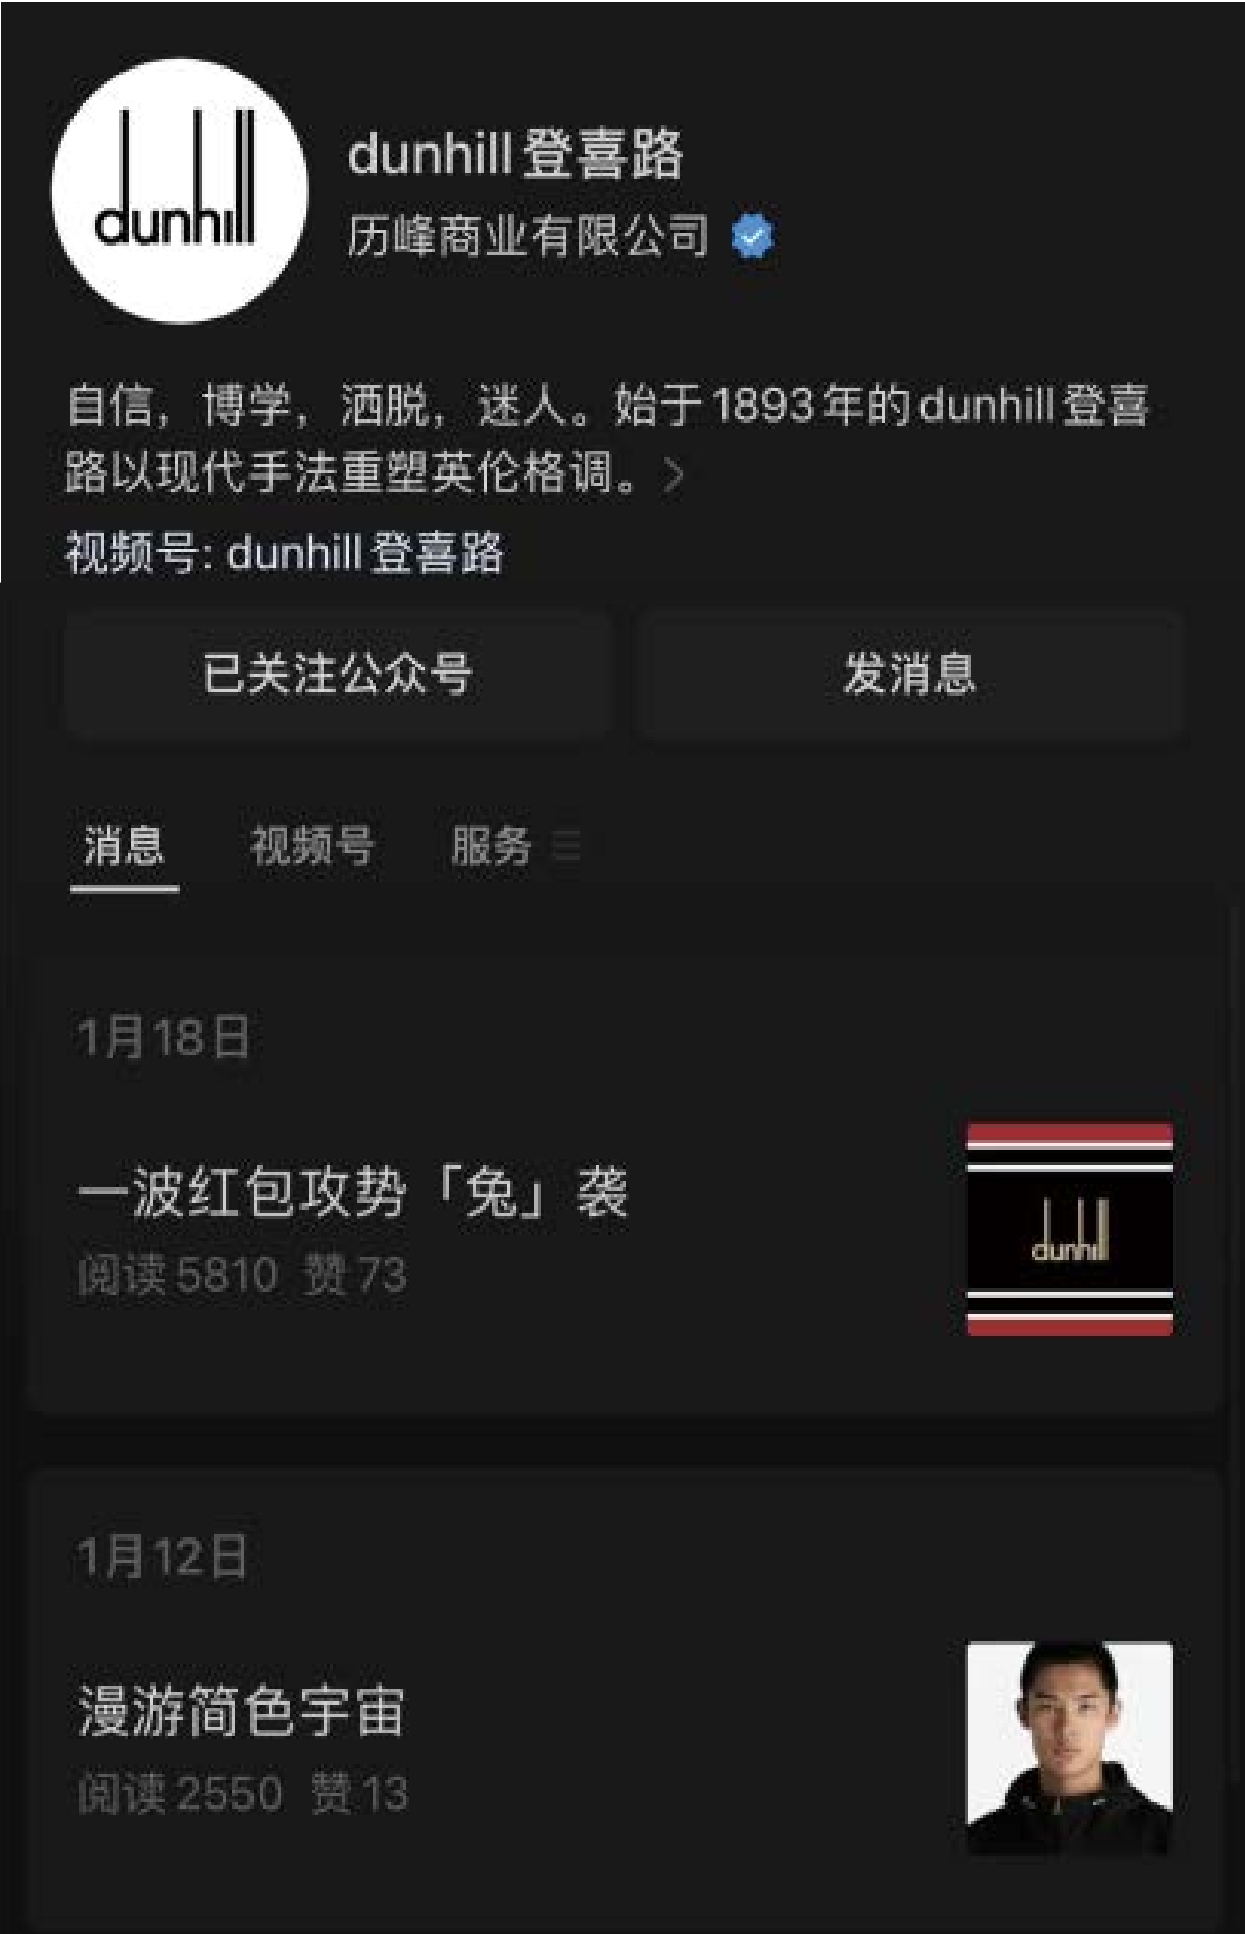 dunhill
dunhill登喜路
历峰商业有限公司
自信，博学，洒脱，迷人。始于1893年的dunhill登喜
路以现代手法重塑英伦格调。
视频号: dunhill登喜路
已关注公众号
发消息
消息 视频号 服务
1月18日
一波红包攻势「兔」袭
阅读5810 赞73
dunhill
1月12日
漫游简色宇宙
阅读2550 赞13